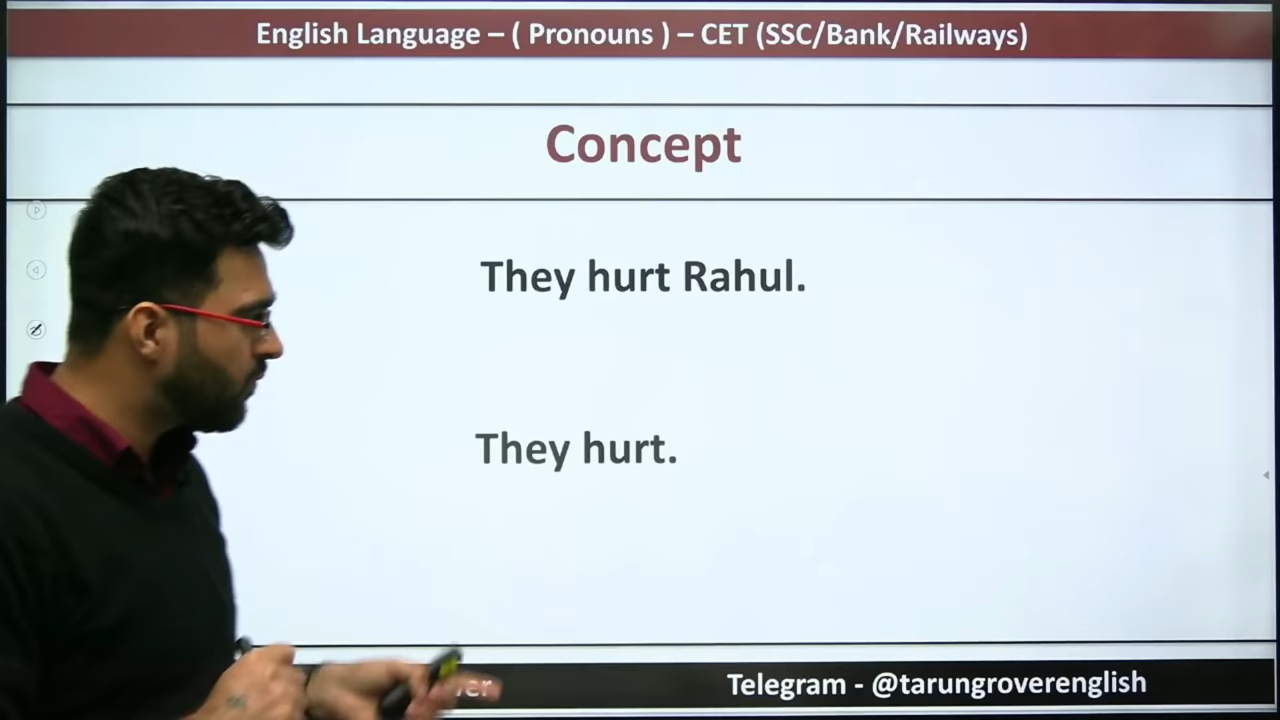 English Language – ( Pronouns ) – CET (SSC/Bank/Railways)
Concept
They hurt Rahul.
They hurt.
Telegram - @tarungroverenglish